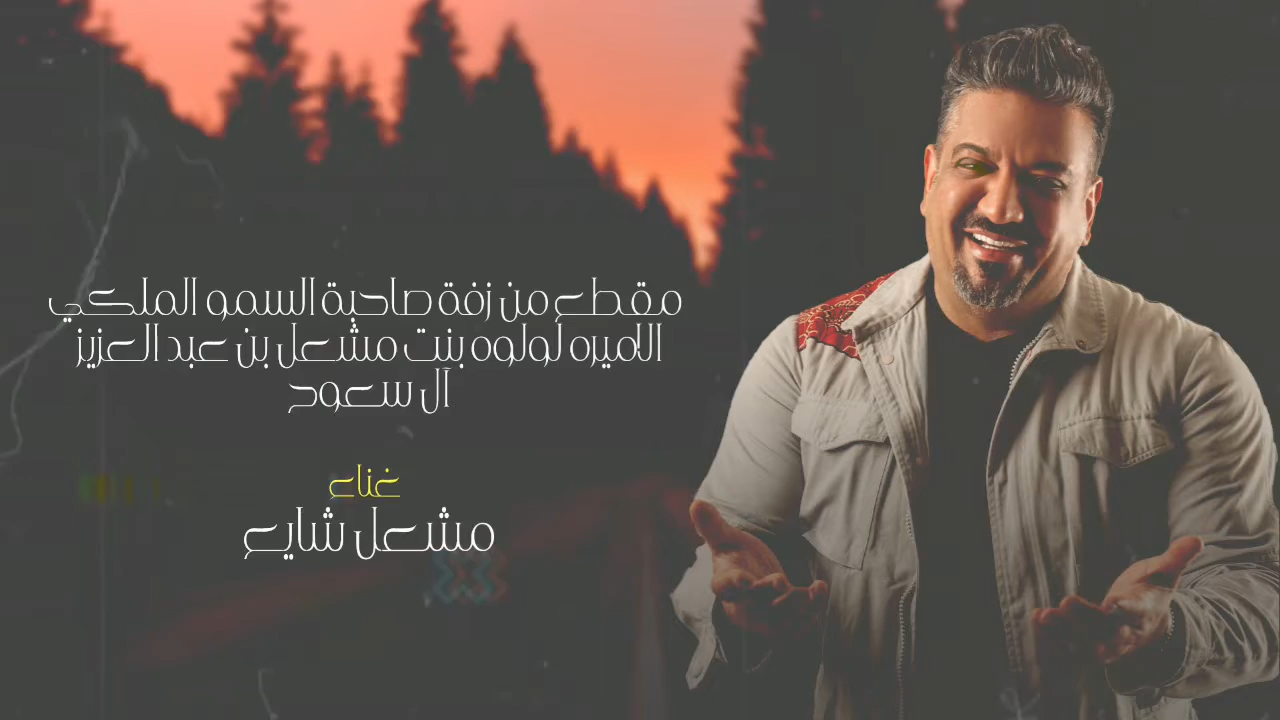 مقطع من زفة صاحبة السمو الملكي
الاميره لولوه بنت مشعل بن عبد العزيز
آل سعود
غناء
مشعل شايع